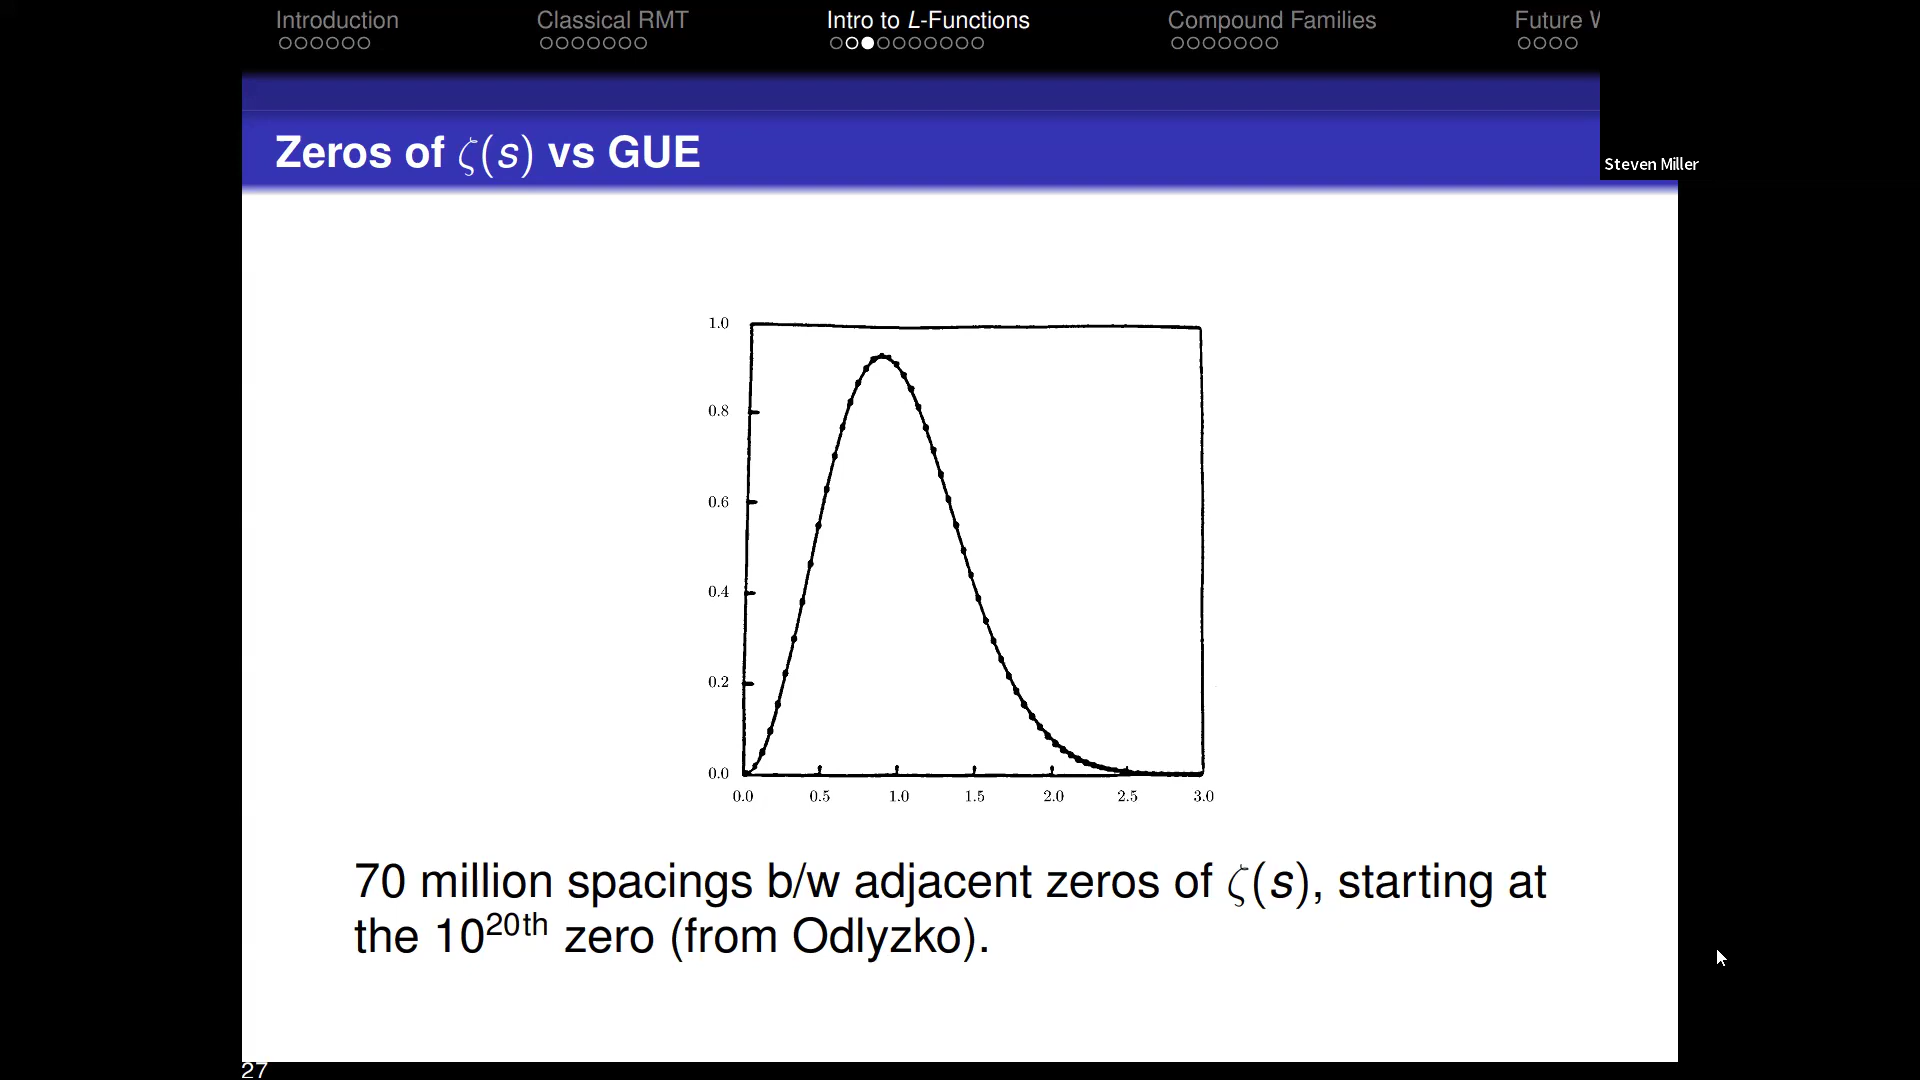 Introduction
Classical RMT
Intro to L-Functions
Compound Families
Future W
Zeros of ζ(s) vs GUE
Steven Miller
1.0
0.8
0.6
0.4
0.2
0.0
0.0 0.5 1.0 1.5 2.0 2.5 3.0
70 million spacings b/w adjacent zeros of ζ(s), starting at
the 10^20th zero (from Odlyzko).
27